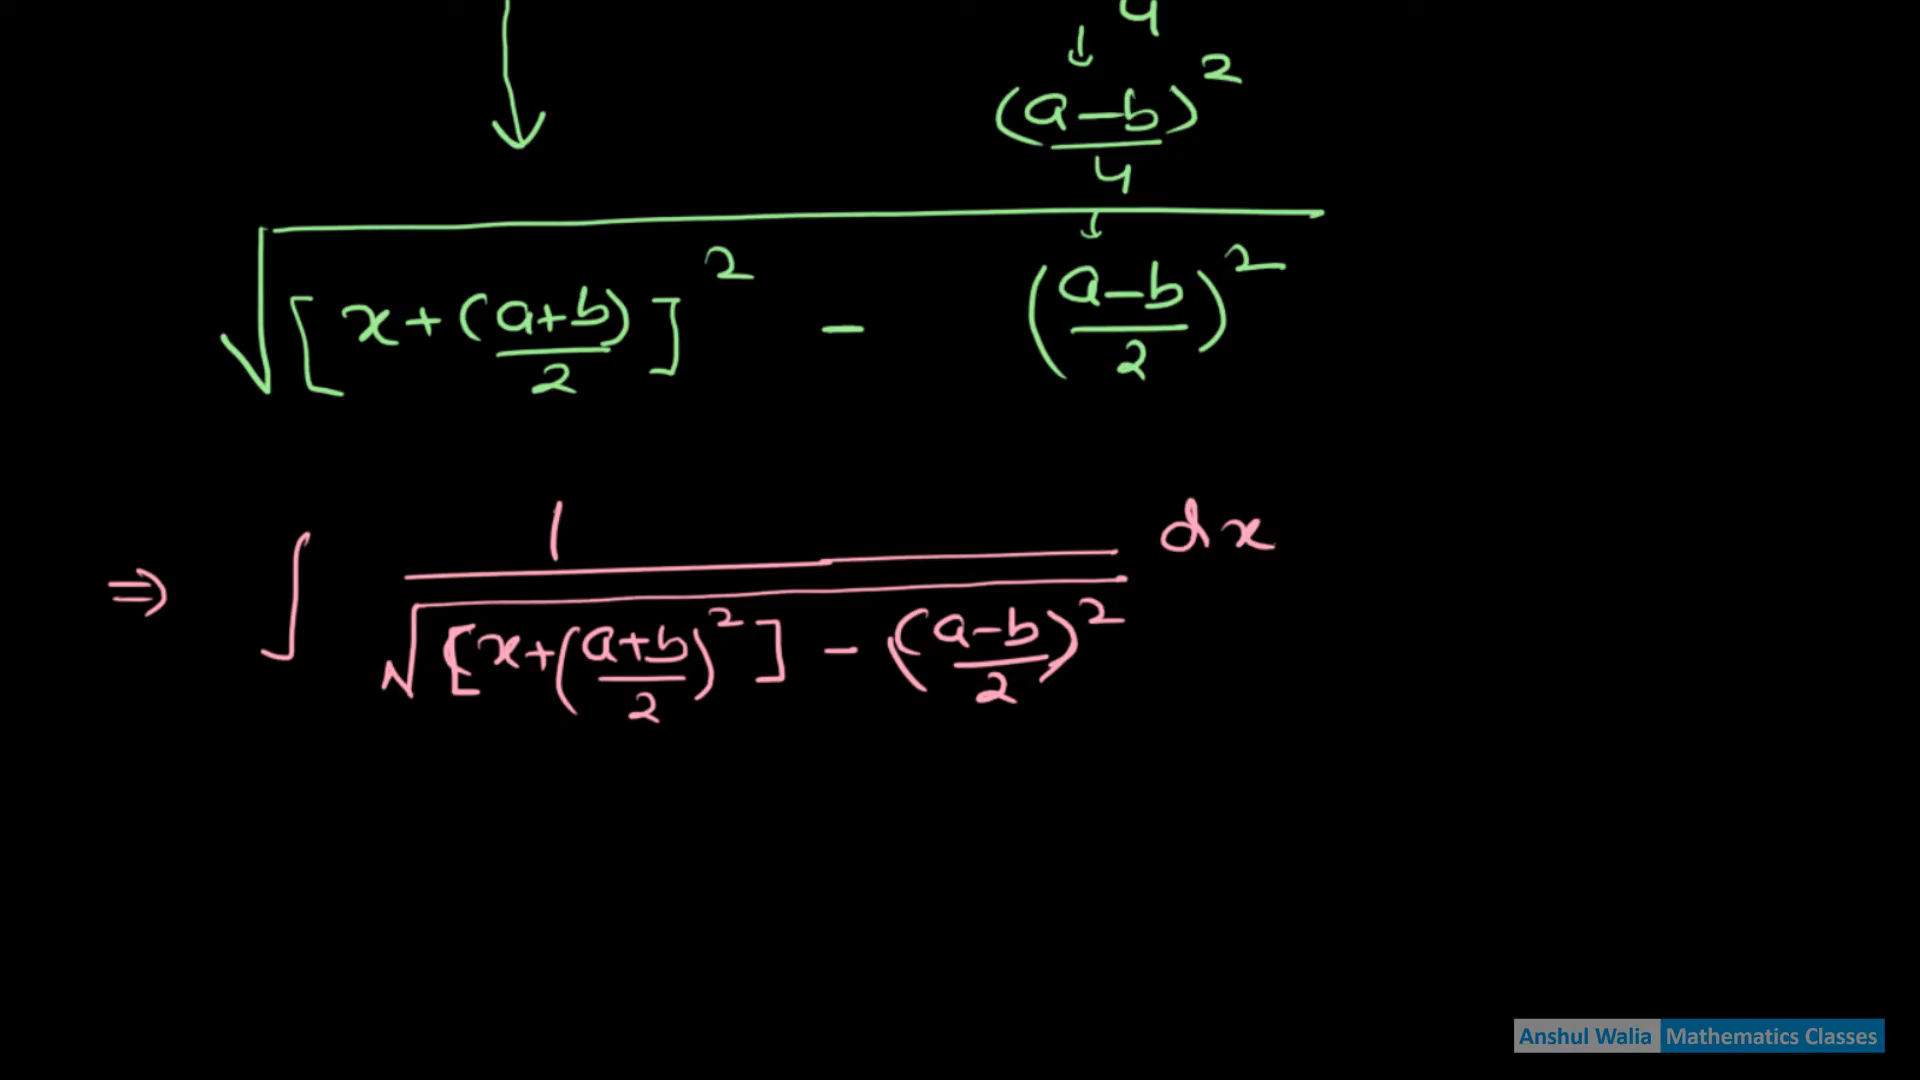 4
↓
(a-b)²/4
↓
√([x+(a+b)/2]² - ((a-b)/2)²)
⇒ ∫ 1/√([x+((a+b)/2)²] - ((a-b)/2)²) dx
Anshul Walia Mathematics Classes